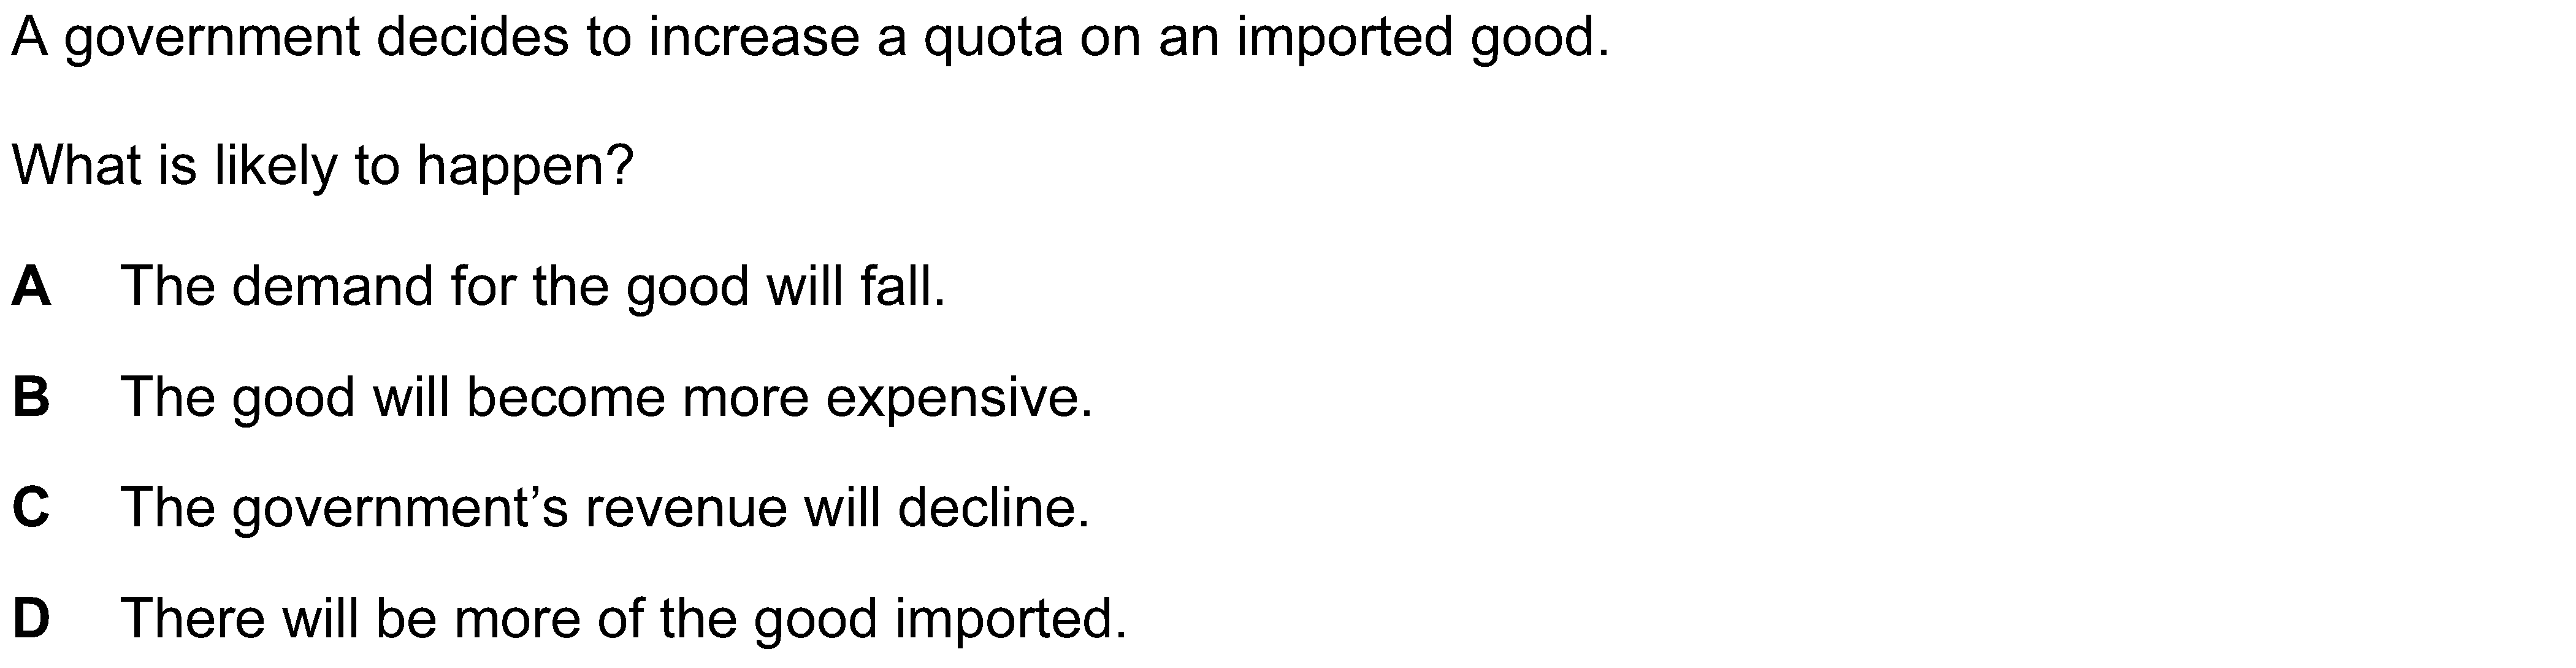 A government decides to increase a quota on an imported good.
What is likely to happen?
A The demand for the good will fall.
B The good will become more expensive.
C The government’s revenue will decline.
D There will be more of the good imported.